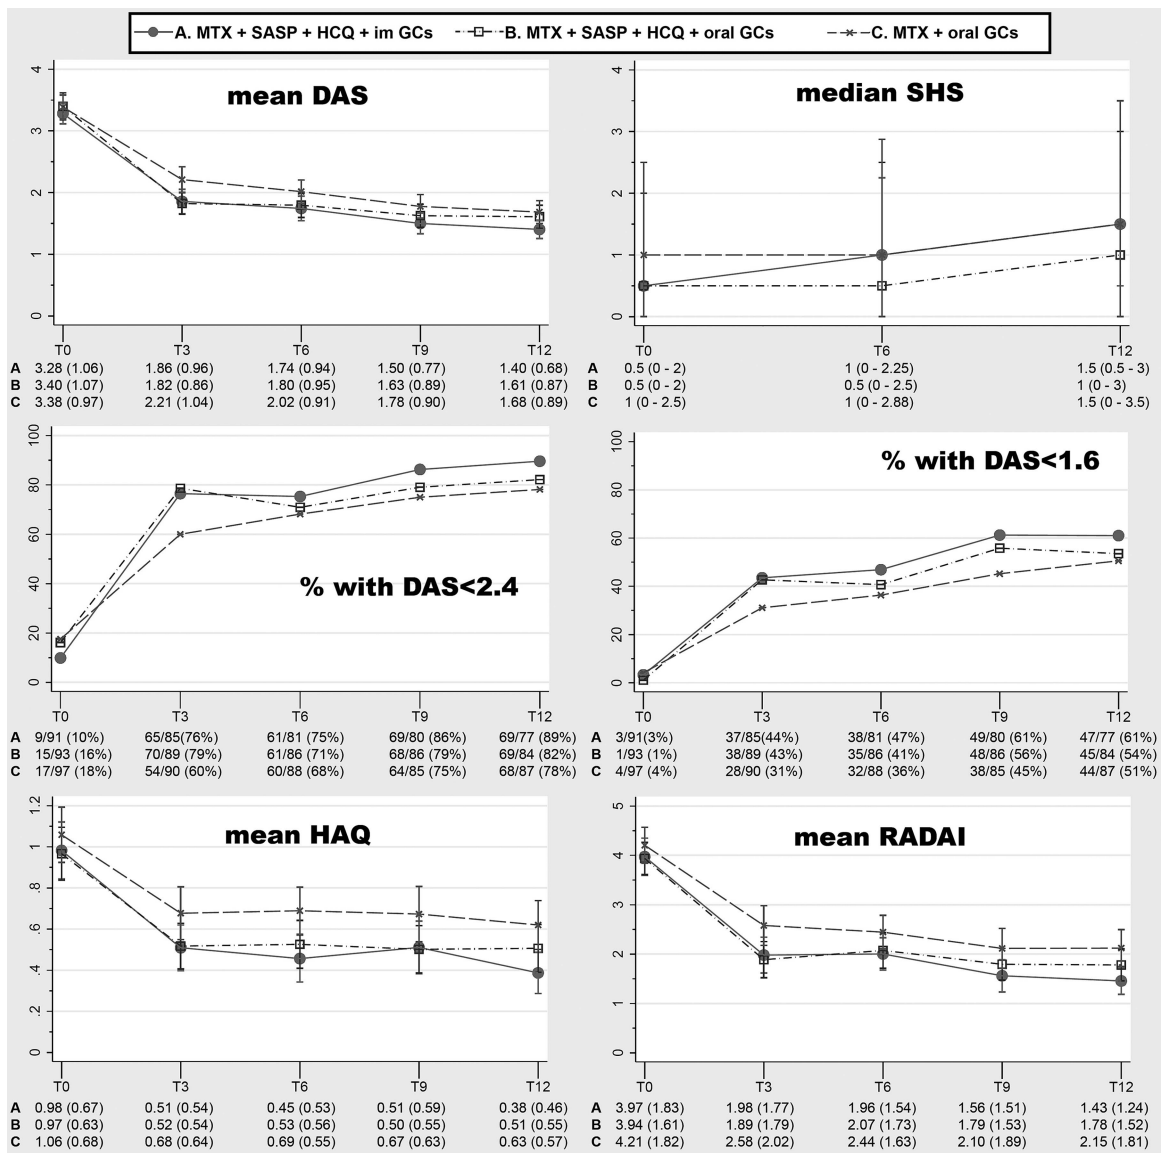 A. MTX + SASP + HCQ + im GCs B. MTX + SASP + HCQ + oral GCs C. MTX + oral GCs
mean DAS
4
3
2
1
0
T0 T3 T6 T9 T12
A 3.28 (1.06) 1.86 (0.96) 1.74 (0.94) 1.50 (0.77) 1.40 (0.68)
B 3.40 (1.07) 1.82 (0.86) 1.80 (0.95) 1.63 (0.89) 1.61 (0.87)
C 3.38 (0.97) 2.21 (1.04) 2.02 (0.91) 1.78 (0.90) 1.68 (0.89)
median SHS
4
3
2
1
0
T0 T6 T12
A 0.5 (0 - 2) 1 (0 - 2.25) 1.5 (0.5 - 3)
B 0.5 (0 - 2) 0.5 (0 - 2.5) 1 (0 - 3)
C 1 (0 - 2.5) 1 (0 - 2.88) 1.5 (0 - 3.5)
% with DAS<2.4
100
80
60
40
20
0
T0 T3 T6 T9 T12
A 9/91 (10%) 65/85(76%) 61/81 (75%) 69/80 (86%) 69/77 (89%)
B 15/93 (16%) 70/89 (79%) 61/86 (71%) 68/86 (79%) 69/84 (82%)
C 17/97 (18%) 54/90 (60%) 60/88 (68%) 64/85 (75%) 68/87 (78%)
% with DAS<1.6
100
80
60
40
20
0
T0 T3 T6 T9 T12
A 3/91(3%) 37/85(44%) 38/81 (47%) 49/80 (61%) 47/77 (61%)
B 1/93 (1%) 38/89 (43%) 35/86 (41%) 48/86 (56%) 45/84 (54%)
C 4/97 (4%) 28/90 (31%) 32/88 (36%) 38/85 (45%) 44/87 (51%)
mean HAQ
1.2
1
.8
.6
.4
.2
0
T0 T3 T6 T9 T12
A 0.98 (0.67) 0.51 (0.54) 0.45 (0.53) 0.51 (0.59) 0.38 (0.46)
B 0.97 (0.63) 0.52 (0.54) 0.53 (0.56) 0.50 (0.55) 0.51 (0.55)
C 1.06 (0.68) 0.68 (0.64) 0.69 (0.55) 0.67 (0.63) 0.63 (0.57)
mean RADAI
5
4
3
2
1
0
T0 T3 T6 T9 T12
A 3.97 (1.83) 1.98 (1.77) 1.96 (1.54) 1.56 (1.51) 1.43 (1.24)
B 3.94 (1.61) 1.89 (1.79) 2.07 (1.73) 1.79 (1.53) 1.78 (1.52)
C 4.21 (1.82) 2.58 (2.02) 2.44 (1.63) 2.10 (1.89) 2.15 (1.81)